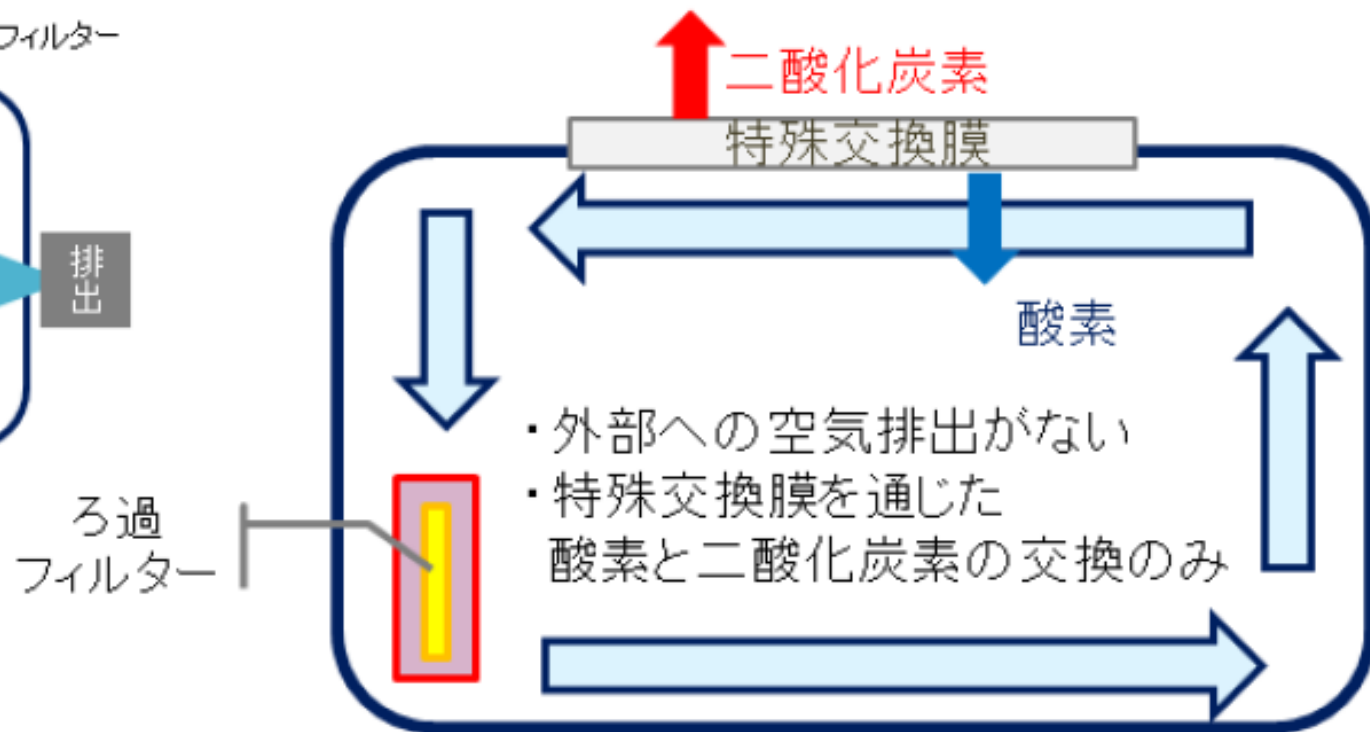 フィルター
排出
ろ過
フィルター
二酸化炭素
特殊交換膜
酸素
・外部への空気排出がない
・特殊交換膜を通じた
酸素と二酸化炭素の交換のみ